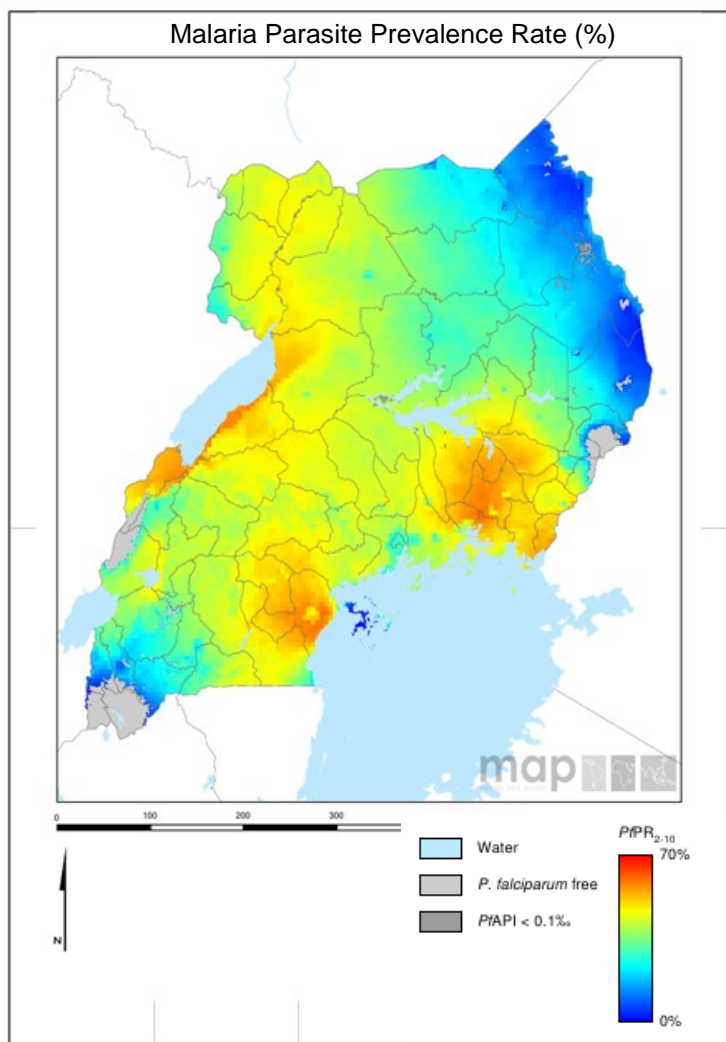 Malaria Parasite Prevalence Rate (%)
map
0 100 200 300
N
Water
P. falciparum free
PfAPI < 0.1‰
PfPR2-10
70%
0%